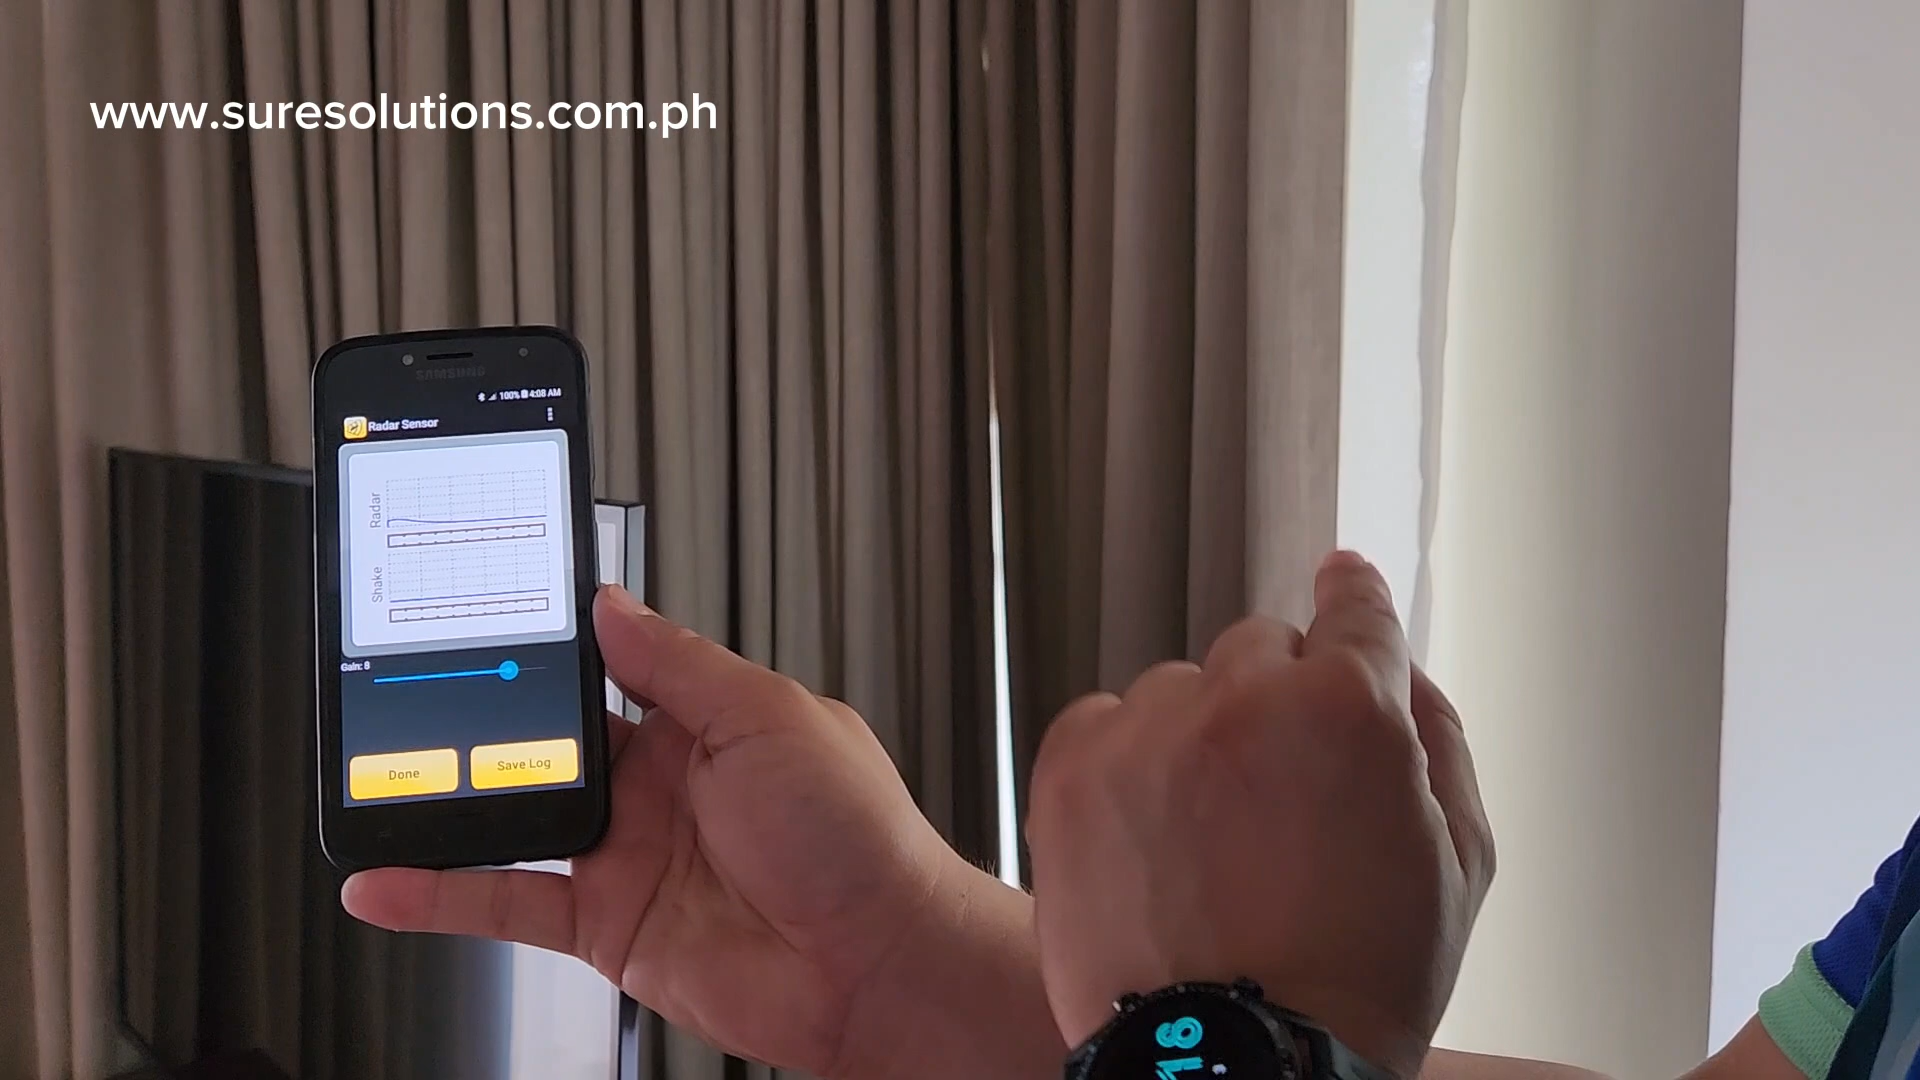 www.suresolutions.com.ph
SAMSUNG
100% 4:08 AM
Radar Sensor
Radar
Shake
Gain: 8
Done
Save Log